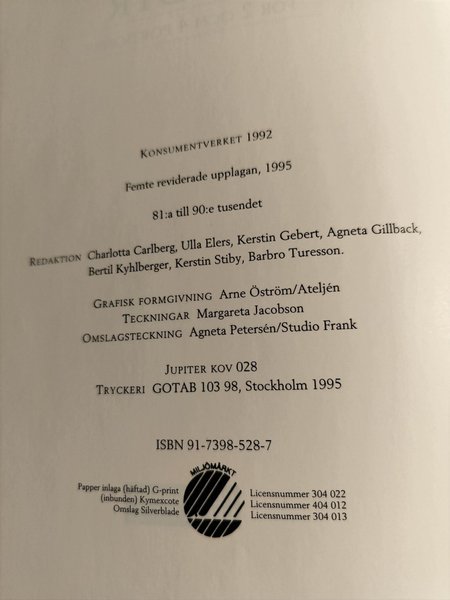 KONSUMENTVERKET 1992
Femte reviderade upplagan, 1995
81:a till 90:e tusendet
REDAKTION Charlotta Carlberg, Ulla Elers, Kerstin Gebert, Agneta Gillback,
Bertil Kyhlberger, Kerstin Stiby, Barbro Turesson.
GRAFISK FORMGIVNING Arne Öström/Ateljén
TECKNINGAR Margareta Jacobson
OMSLAGSTECKNING Agneta Petersén/Studio Frank
JUPITER KOV 028
TRYCKERI GOTAB 103 98, Stockholm 1995
ISBN 91-7398-528-7
MILJÖMÄRKT
Papper inlaga (häftad) G-print
(inbunden) Kymexcote
Omslag Silverblade
Licensnummer 304 022
Licensnummer 404 012
Licensnummer 304 013